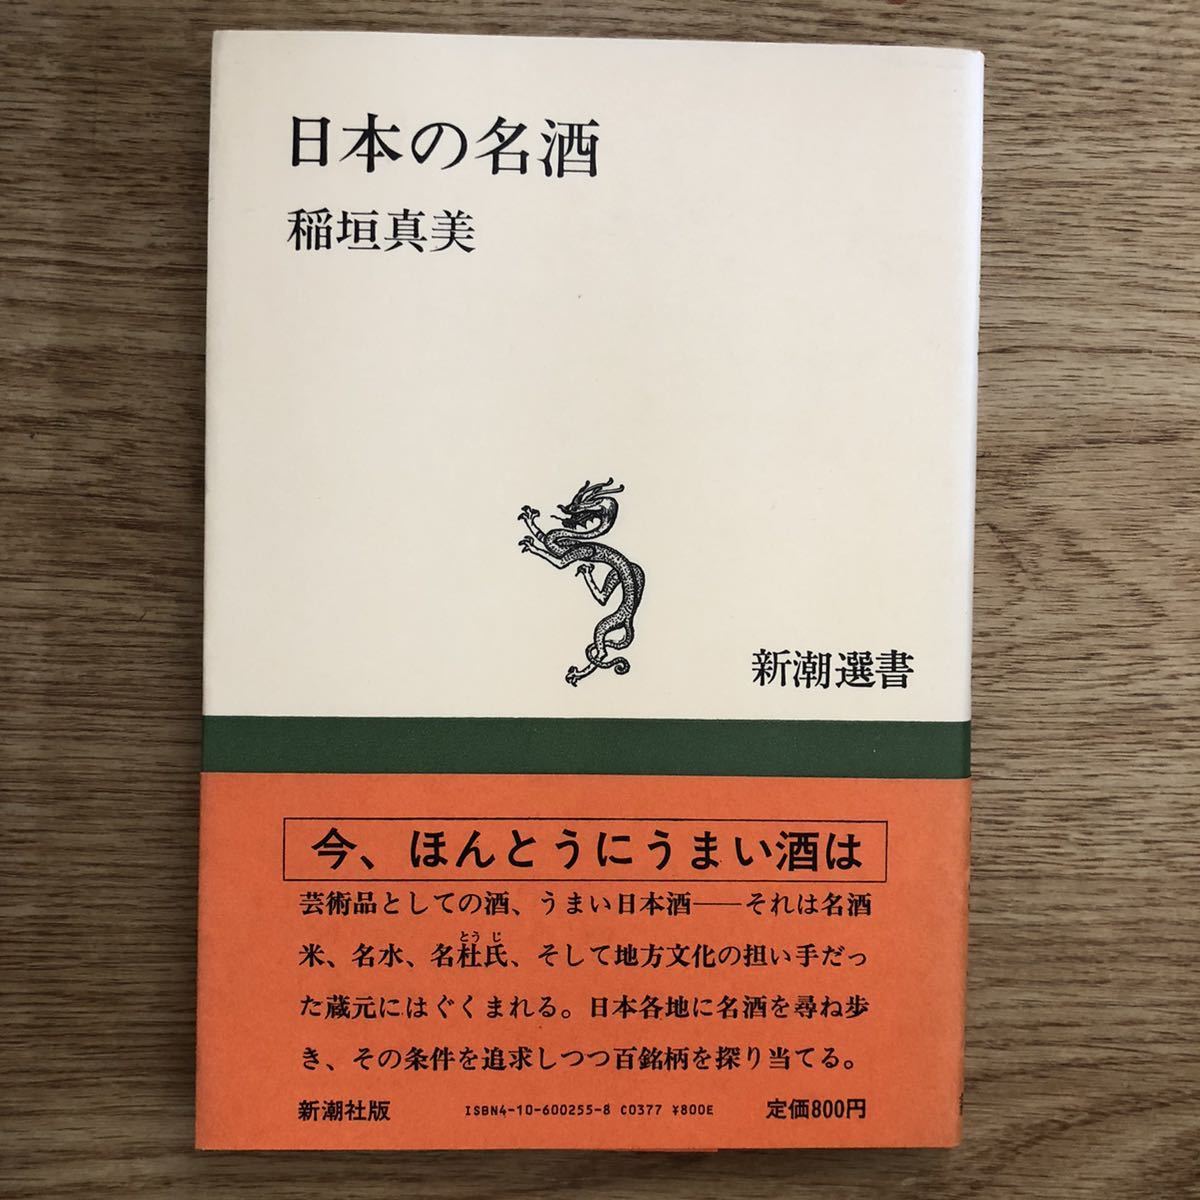 日本の名酒
稲垣真美
新潮選書
今、ほんとうにうまい酒は
芸術品としての酒、うまい日本酒――それは名酒
米、名水、名杜氏、そして地方文化の担い手だっ
とうじ
た蔵元にはぐくまれる。日本各地に名酒を尋ね歩
き、その条件を追求しつつ百銘柄を探り当てる。
新潮社版 ISBN4-10-600255-8 C0377 ¥800E 定価800円